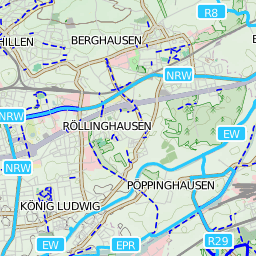 R8
HILLEN
BERGHAUSEN
NRW
NRW
RÖLLINGHAUSEN
EW
NRW
POPPINGHAUSEN
KÖNIG LUDWIG
EW
EPR
R29